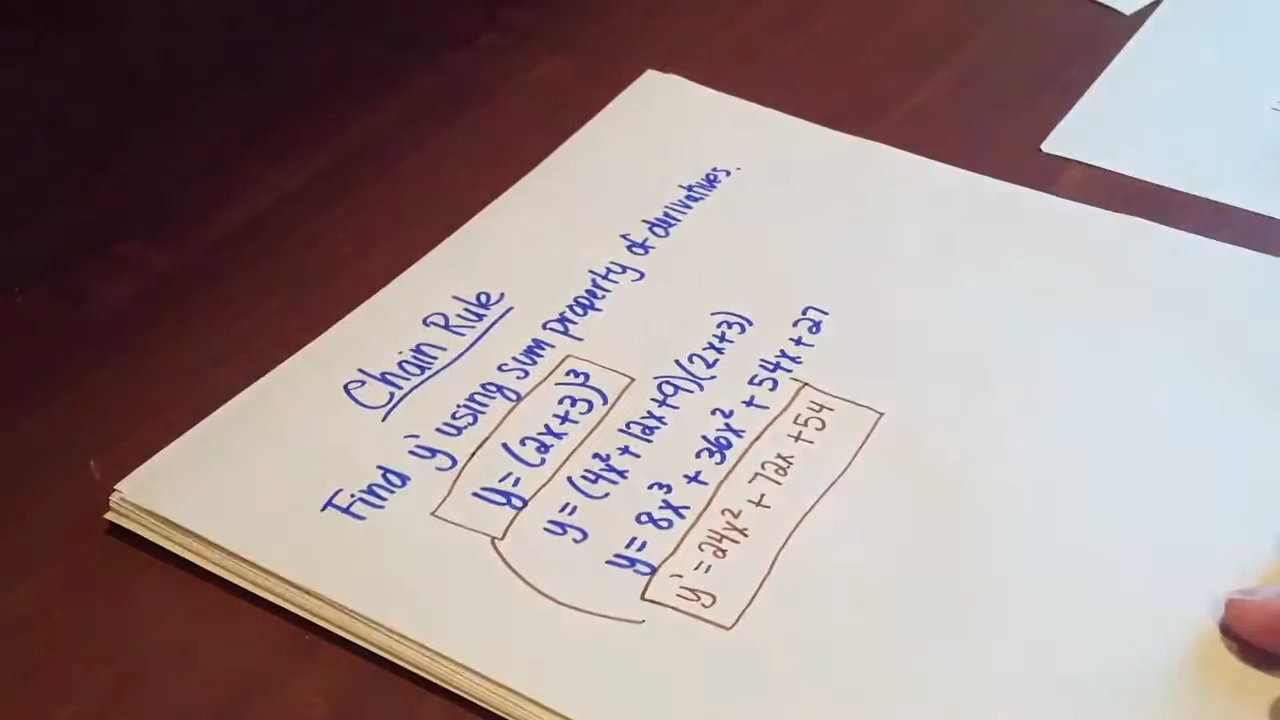 Chain Rule
Find y' using sum property of derivatives.
y = (2x+3)³
y = (4x² + 12x + 9)(2x+3)
y = 8x³ + 36x² + 54x + 27
y' = 24x² + 72x + 54